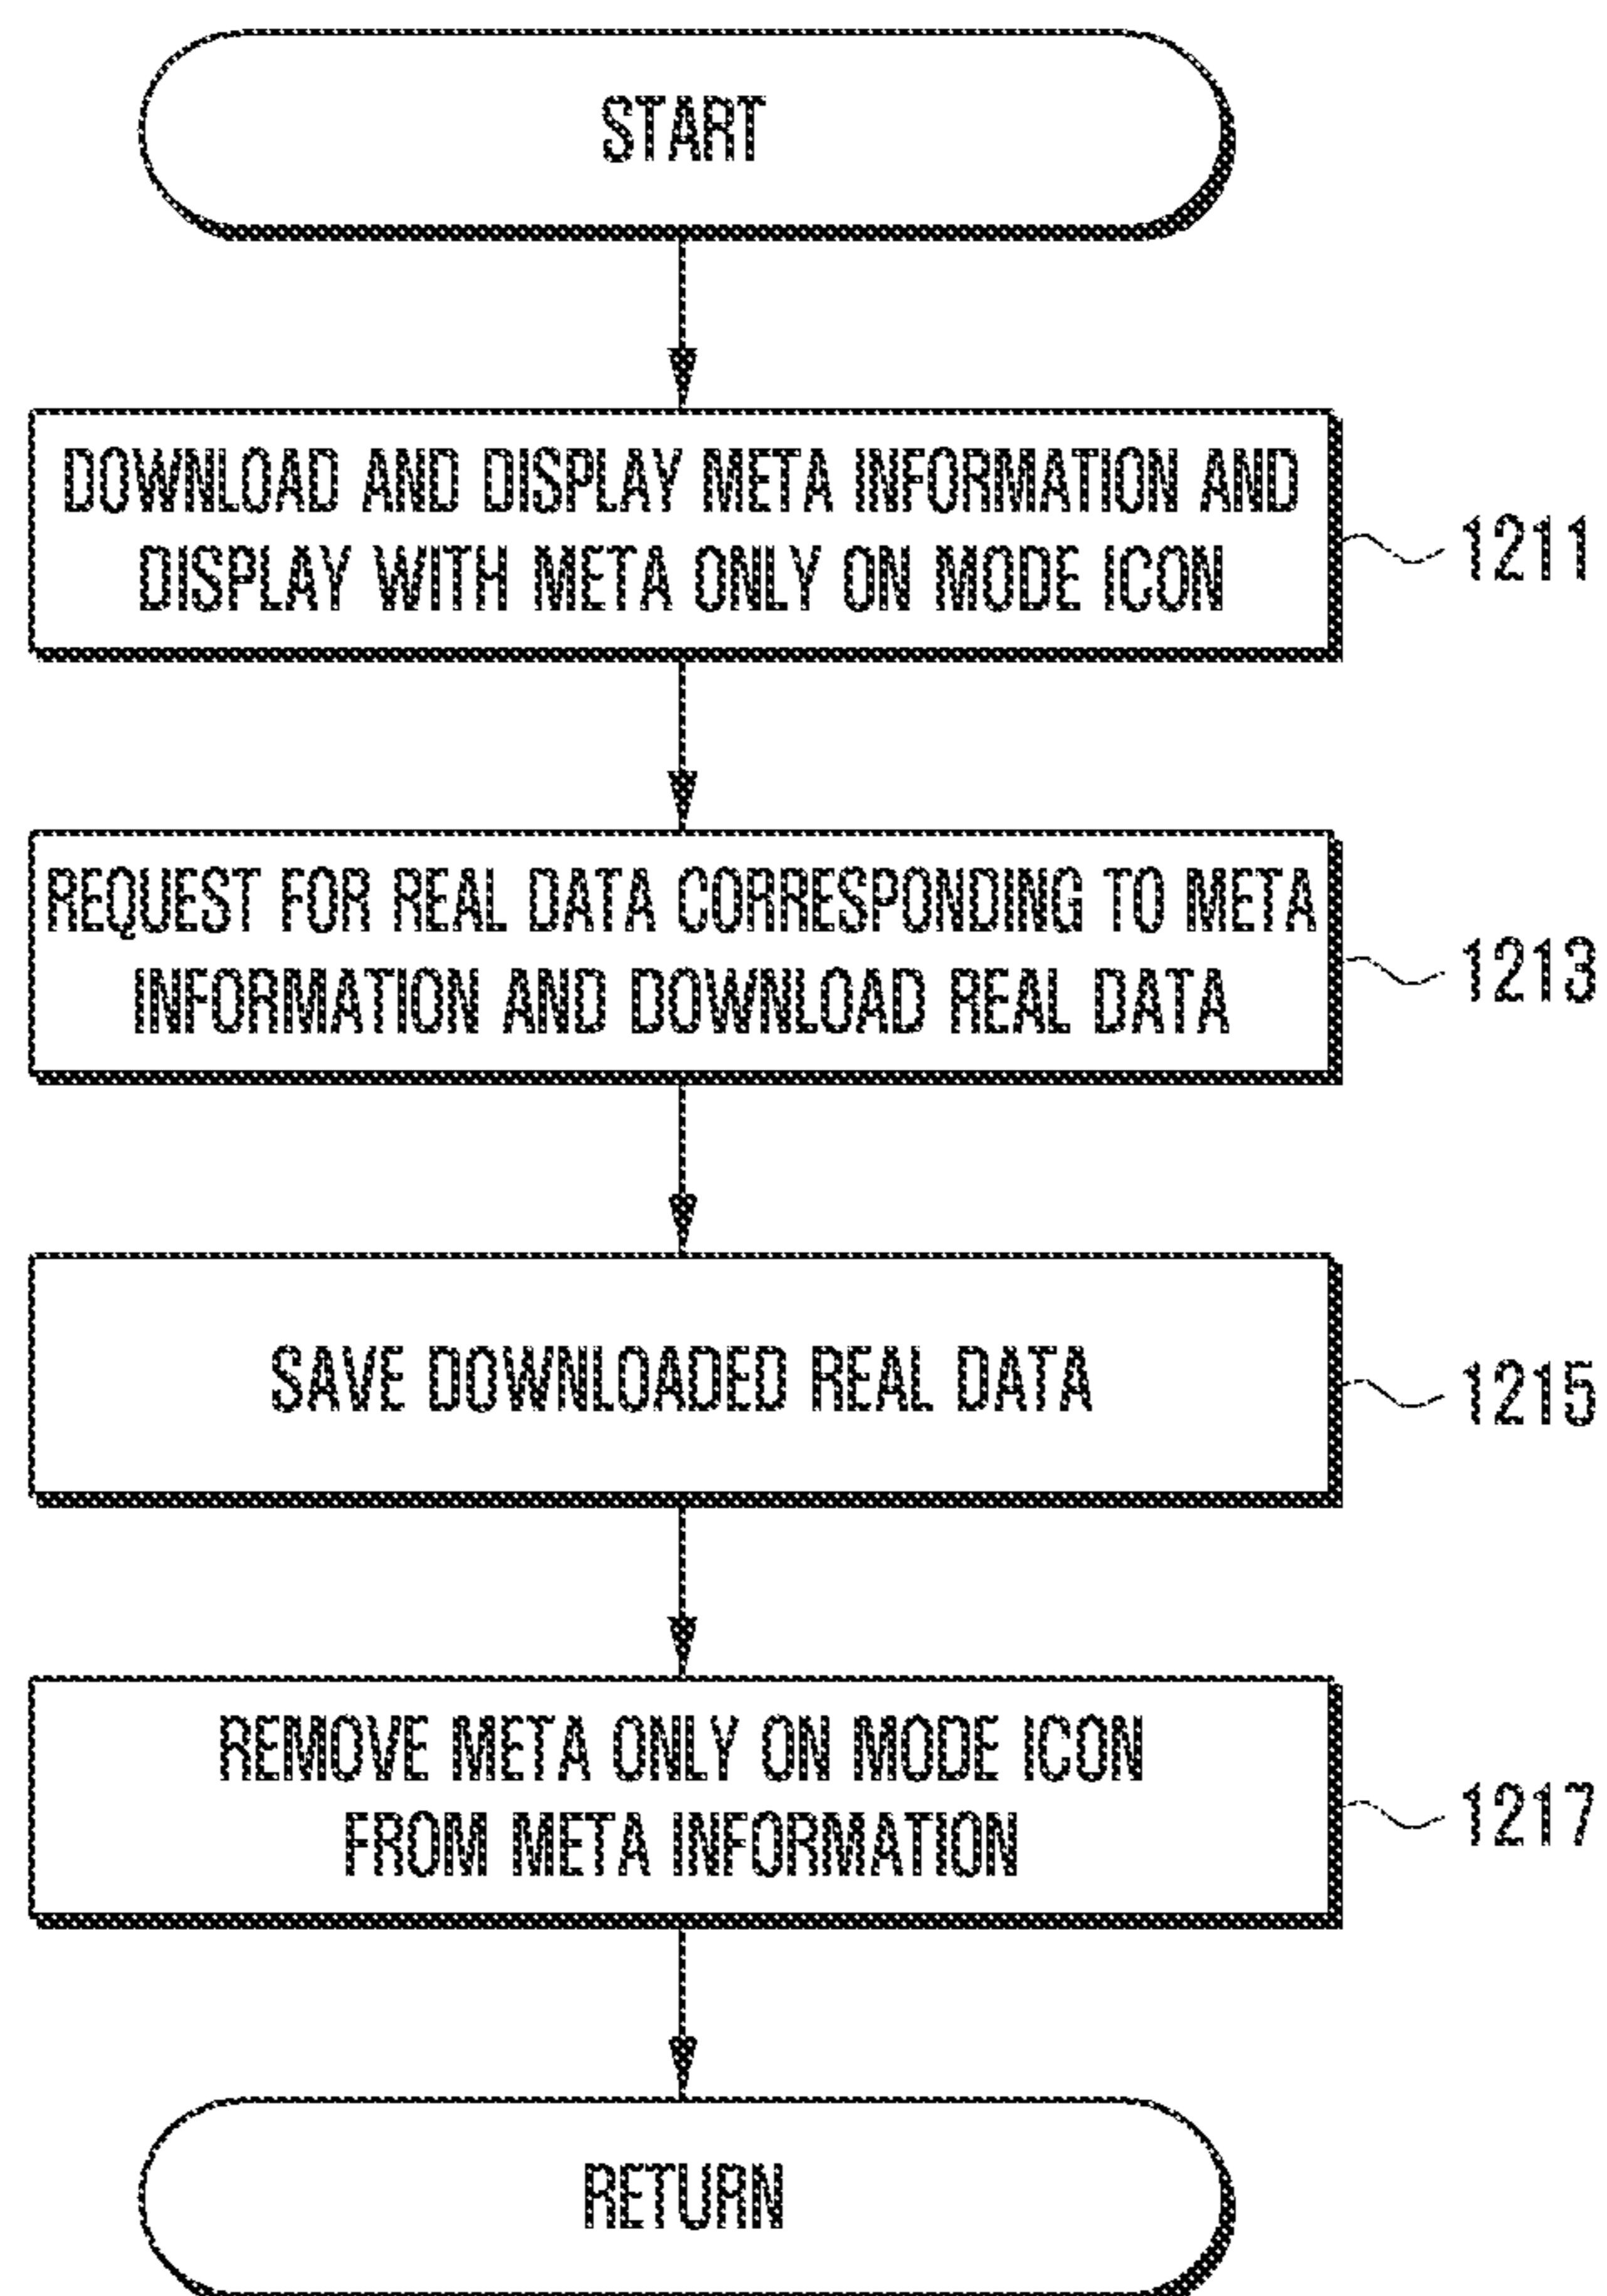 START
DOWNLOAD AND DISPLAY META INFORMATION AND
DISPLAY WITH META ONLY ON MODE ICON
1211
REQUEST FOR REAL DATA CORRESPONDING TO META
INFORMATION AND DOWNLOAD REAL DATA
1213
SAVE DOWNLOADED REAL DATA
1215
REMOVE META ONLY ON MODE ICON
FROM META INFORMATION
1217
RETURN